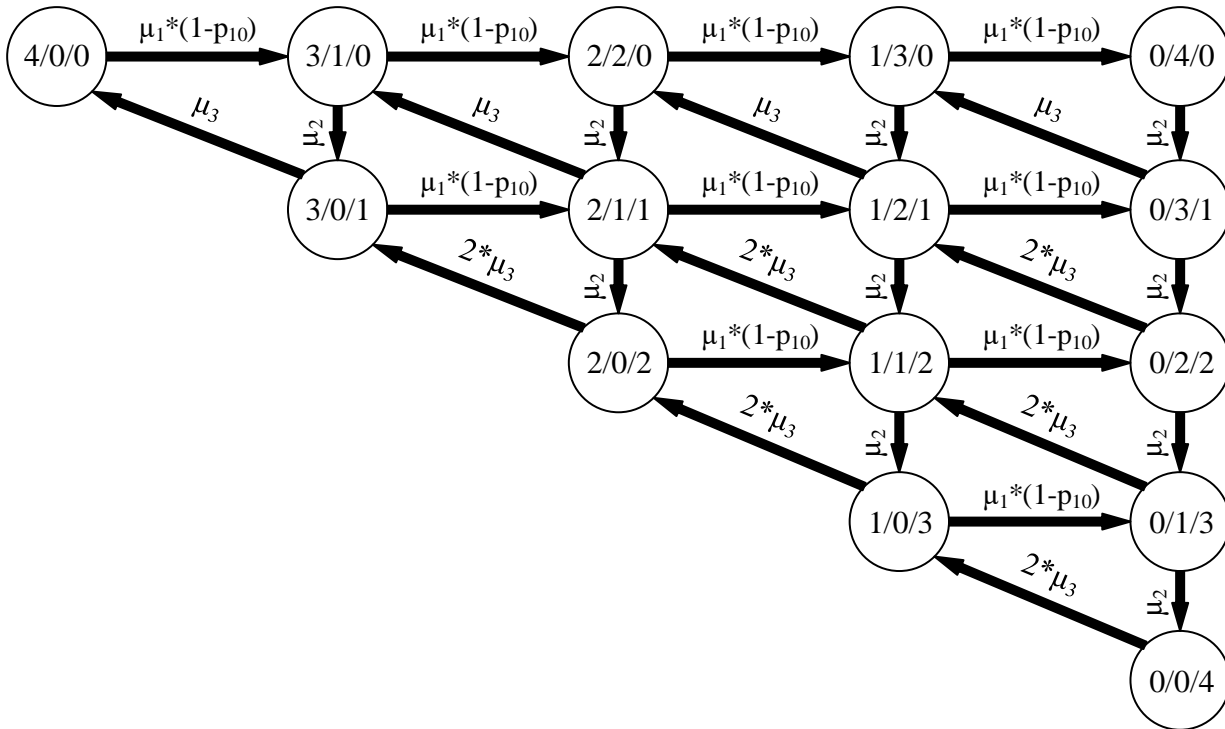 μ₁*(1-p₁₀) μ₁*(1-p₁₀) μ₁*(1-p₁₀) μ₁*(1-p₁₀)
4/0/0 3/1/0 2/2/0 1/3/0 0/4/0
μ₃ μ₂ μ₃ μ₂ μ₃ μ₂ μ₃ μ₂
μ₁*(1-p₁₀) μ₁*(1-p₁₀) μ₁*(1-p₁₀)
3/0/1 2/1/1 1/2/1 0/3/1
2*μ₃ μ₂ 2*μ₃ μ₂ 2*μ₃ μ₂
μ₁*(1-p₁₀) μ₁*(1-p₁₀)
2/0/2 1/1/2 0/2/2
2*μ₃ μ₂ 2*μ₃ μ₂
μ₁*(1-p₁₀)
1/0/3 0/1/3
2*μ₃ μ₂
0/0/4